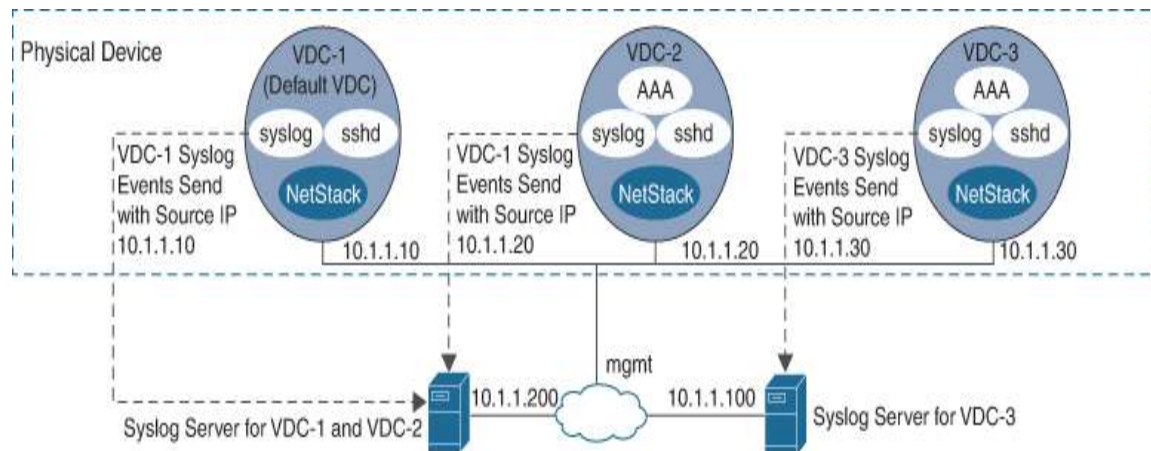 Physical Device
VDC-1
(Default VDC)
syslog
sshd
NetStack
VDC-1 Syslog
Events Send
with Source IP
10.1.1.10
10.1.1.10
VDC-2
AAA
syslog
sshd
NetStack
VDC-1 Syslog
Events Send
with Source IP
10.1.1.20
10.1.1.20
VDC-3
AAA
syslog
sshd
NetStack
VDC-3 Syslog
Events Send
with Source IP
10.1.1.30
10.1.1.30
mgmt
10.1.1.200
10.1.1.100
Syslog Server for VDC-1 and VDC-2
Syslog Server for VDC-3